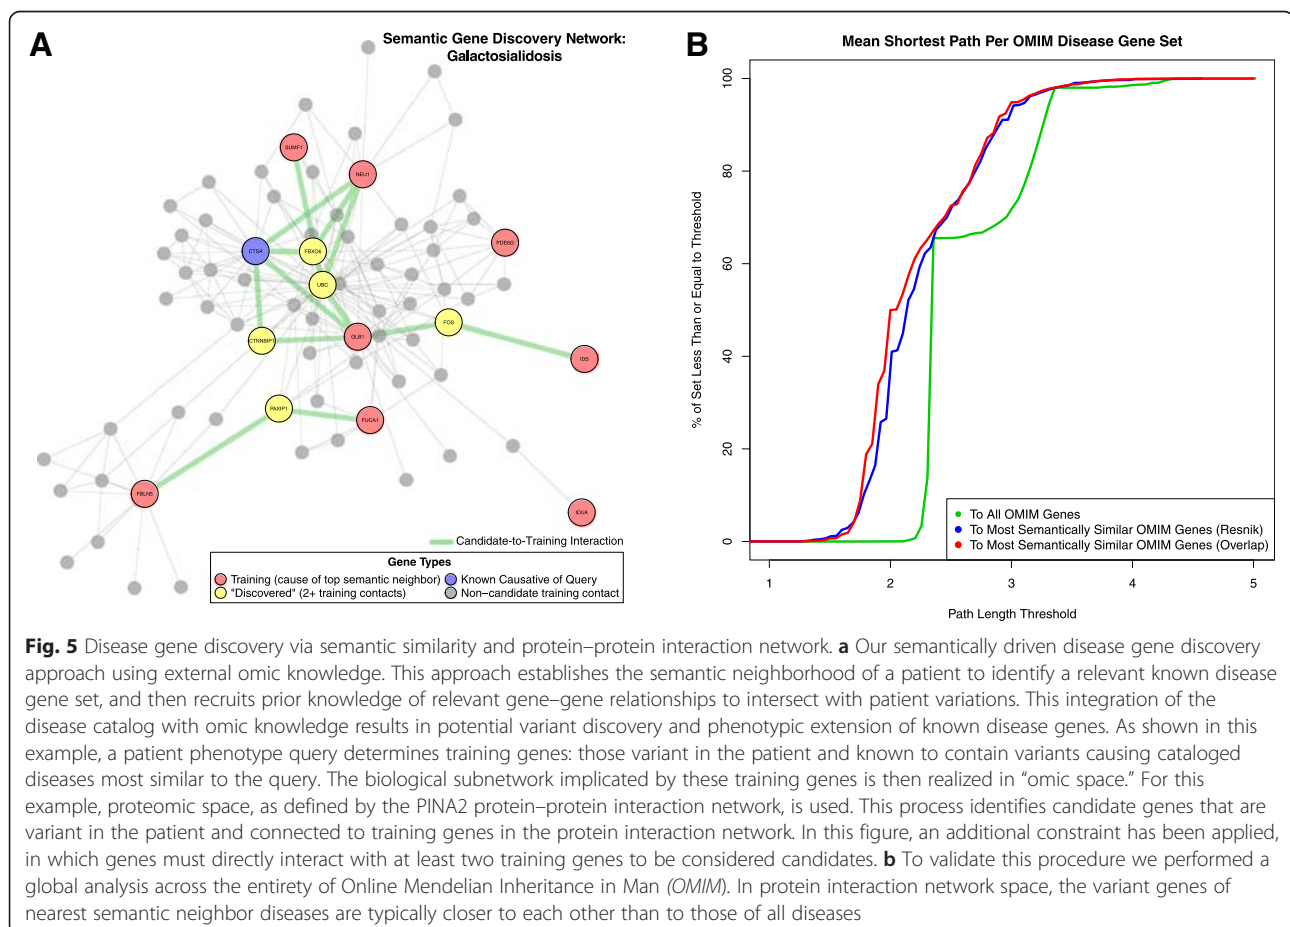 A
Semantic Gene Discovery Network:
Galactosialidosis
SUMF1
NEU1
PDE6G
CTSA
FBXO6
UBC
FOS
CTNNBIP1
GLB1
IDS
PAXIP1
FUCA1
FBLN5
IDUA
Candidate-to-Training Interaction
Gene Types
Training (cause of top semantic neighbor)
Known Causative of Query
"Discovered" (2+ training contacts)
Non-candidate training contact
B
Mean Shortest Path Per OMIM Disease Gene Set
% of Set Less Than or Equal to Threshold
100
80
60
40
20
0
To All OMIM Genes
To Most Semantically Similar OMIM Genes (Resnik)
To Most Semantically Similar OMIM Genes (Overlap)
1 2 3 4 5
Path Length Threshold
Fig. 5 Disease gene discovery via semantic similarity and protein–protein interaction network. a Our semantically driven disease gene discovery
approach using external omic knowledge. This approach establishes the semantic neighborhood of a patient to identify a relevant known disease
gene set, and then recruits prior knowledge of relevant gene–gene relationships to intersect with patient variations. This integration of the
disease catalog with omic knowledge results in potential variant discovery and phenotypic extension of known disease genes. As shown in this
example, a patient phenotype query determines training genes: those variant in the patient and known to contain variants causing cataloged
diseases most similar to the query. The biological subnetwork implicated by these training genes is then realized in “omic space.” For this
example, proteomic space, as defined by the PINA2 protein–protein interaction network, is used. This process identifies candidate genes that are
variant in the patient and connected to training genes in the protein interaction network. In this figure, an additional constraint has been applied,
in which genes must directly interact with at least two training genes to be considered candidates. b To validate this procedure we performed a
global analysis across the entirety of Online Mendelian Inheritance in Man (OMIM). In protein interaction network space, the variant genes of
nearest semantic neighbor diseases are typically closer to each other than to those of all diseases